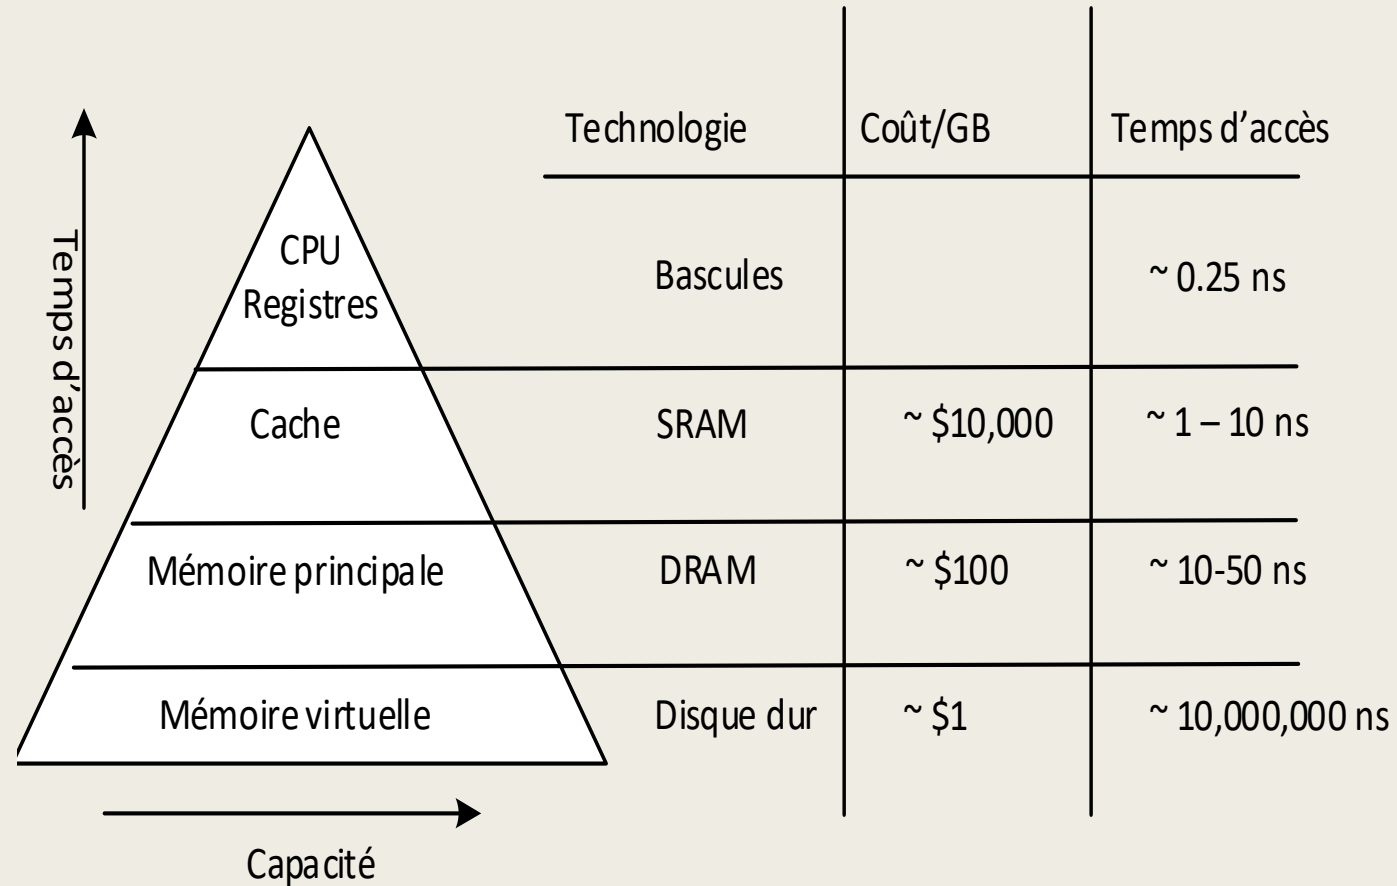 Technologie Coût/GB Temps d'accès
Temps d'accès
CPU
Registres
Bascules ~ 0.25 ns
Cache SRAM ~ $10,000 ~ 1 – 10 ns
Mémoire principale DRAM ~ $100 ~ 10-50 ns
Mémoire virtuelle Disque dur ~ $1 ~ 10,000,000 ns
Capacité